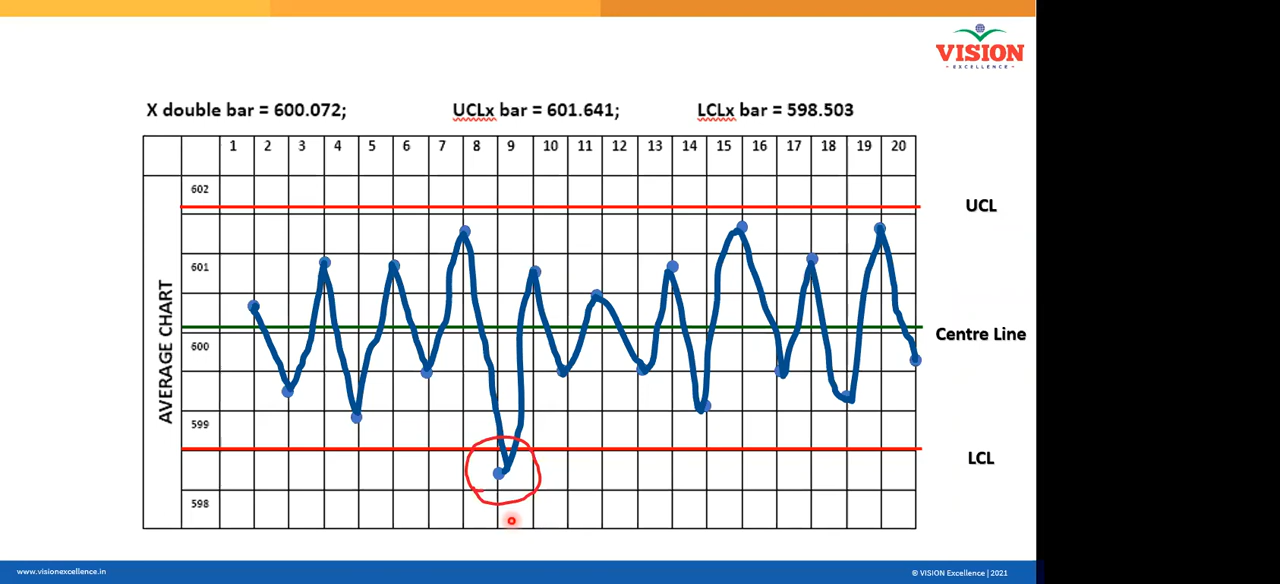 VISION
- EXCELLENCE -
X double bar = 600.072; UCLx bar = 601.641; LCLx bar = 598.503
1 2 3 4 5 6 7 8 9 10 11 12 13 14 15 16 17 18 19 20
602
UCL
601
AVERAGE CHART
Centre Line
600
599
LCL
598
www.visionexcellence.in
© VISION Excellence | 2021